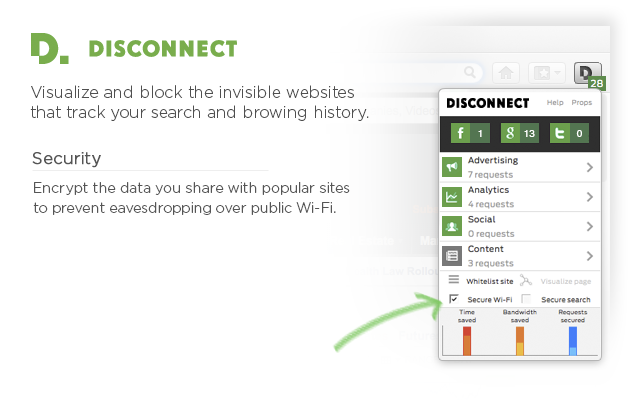 D. DISCONNECT
Visualize and block the invisible websites
that track your search and browing history.
Security
Encrypt the data you share with popular sites
to prevent eavesdropping over public Wi-Fi.
D
28
DISCONNECT Help Props
f 1 g 13 t 0
Advertising
7 requests
Analytics
4 requests
Social
0 requests
Content
3 requests
Whitelist site Visualize page
Secure Wi-Fi Secure search
Time Bandwidth Requests
saved saved secured